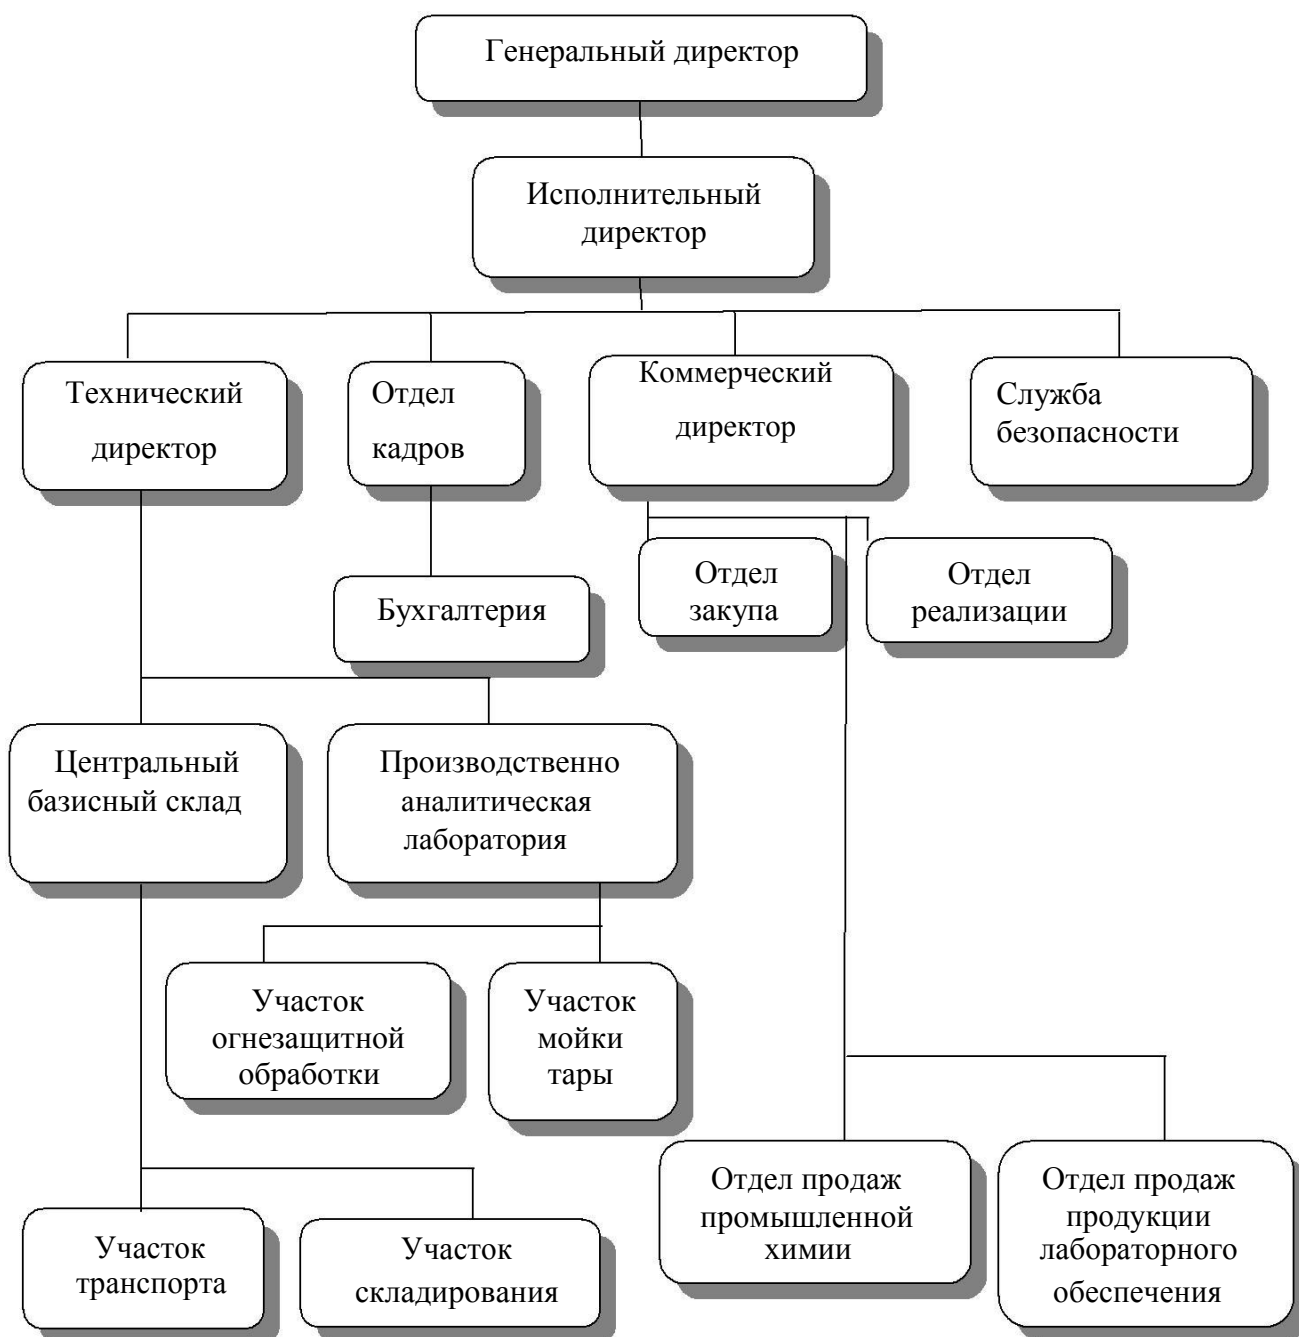 Генеральный директор
Исполнительный
директор
Технический
директор
Отдел
кадров
Коммерческий
директор
Служба
безопасности
Отдел
закупа
Отдел
реализации
Бухгалтерия
Центральный
базисный склад
Производственно
аналитическая
лаборатория
Участок
огнезащитной
обработки
Участок
мойки
тары
Отдел продаж
промышленной
химии
Отдел продаж
продукции
лабораторного
обеспечения
Участок
транспорта
Участок
складирования